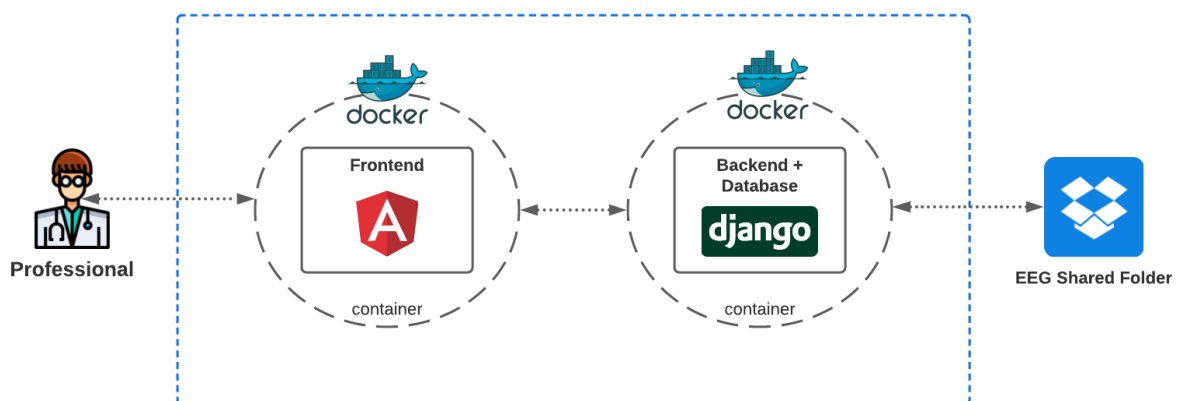 docker
docker
Frontend
Backend +
Database
django
container
container
Professional
EEG Shared Folder